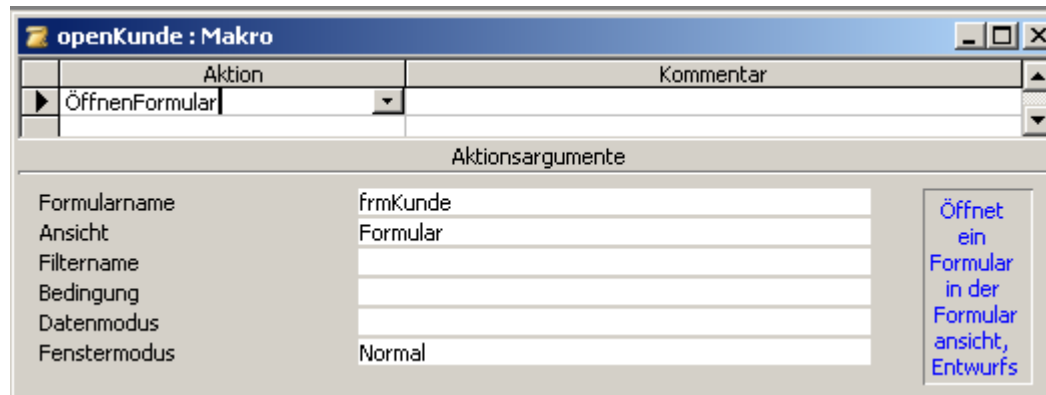 openKunde : Makro
Aktion Kommentar
ÖffnenFormular
Aktionsargumente
Formularname frmKunde
Ansicht Formular
Filtername
Bedingung
Datenmodus
Fenstermodus Normal
Öffnet
ein
Formular
in der
Formular
ansicht,
Entwurfs